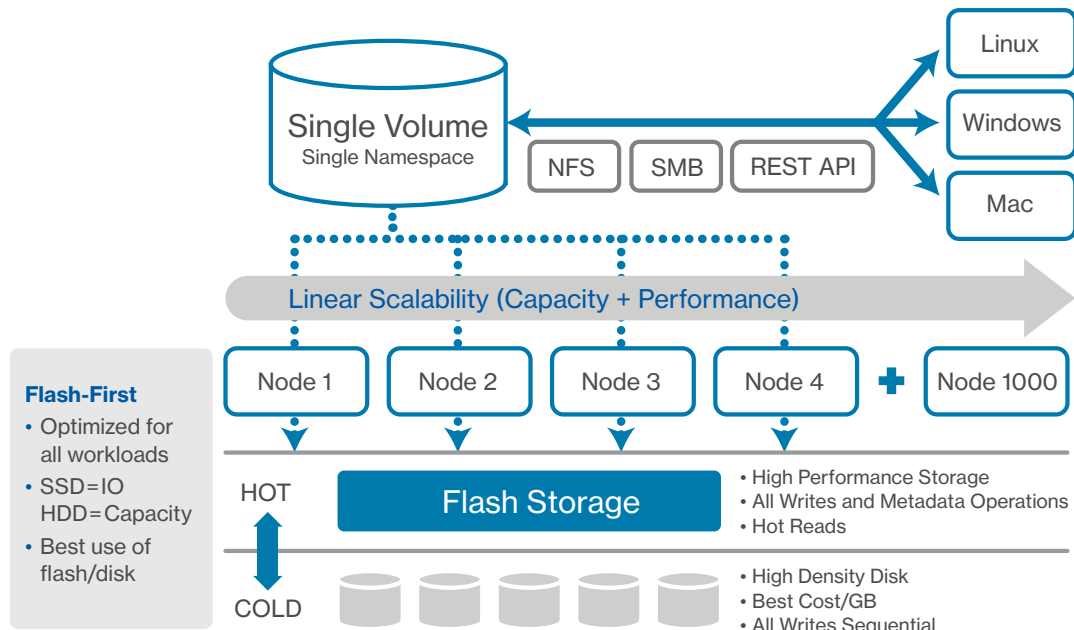 Linux
Single Volume
Single Namespace
Windows
NFS
SMB
REST API
Mac
Linear Scalability (Capacity + Performance)
Node 1
Node 2
Node 3
Node 4
+
Node 1000
Flash-First
• Optimized for
all workloads
• SSD=IO
HDD=Capacity
• Best use of
flash/disk
HOT
Flash Storage
• High Performance Storage
• All Writes and Metadata Operations
• Hot Reads
COLD
• High Density Disk
• Best Cost/GB
• All Writes Sequential